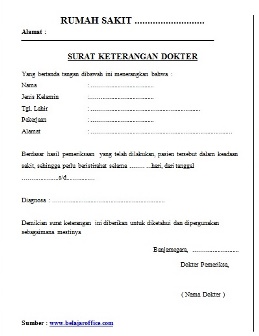 RUMAH SAKIT ...........................
Alamat :
SURAT KETERANGAN DOKTER
Yang bertanda tangan dibawah ini menerangkan bahwa :
Nama : ....................................
Jenis Kelamin : ....................................
Tgl. Lahir : ..............................................................
Pekerjaan : ....................................
Alamat : ................................................................................
Berdasar hasil pemeriksaan yang telah dilakukan, pasien tersebut dalam keadaan
sakit, sehingga perlu beristirahat selama ...........hari, dari tanggal
.....................s/d..................
Diagnosa : ................................................
Demikian surat keterangan ini diberikan untuk diketahui dan dipergunakan
sebagaimana mestinya
Banjarnegara, .........................
Dokter Pemeriksa,
( Nama Dokter )
Sumber : www.belajaroffice.com